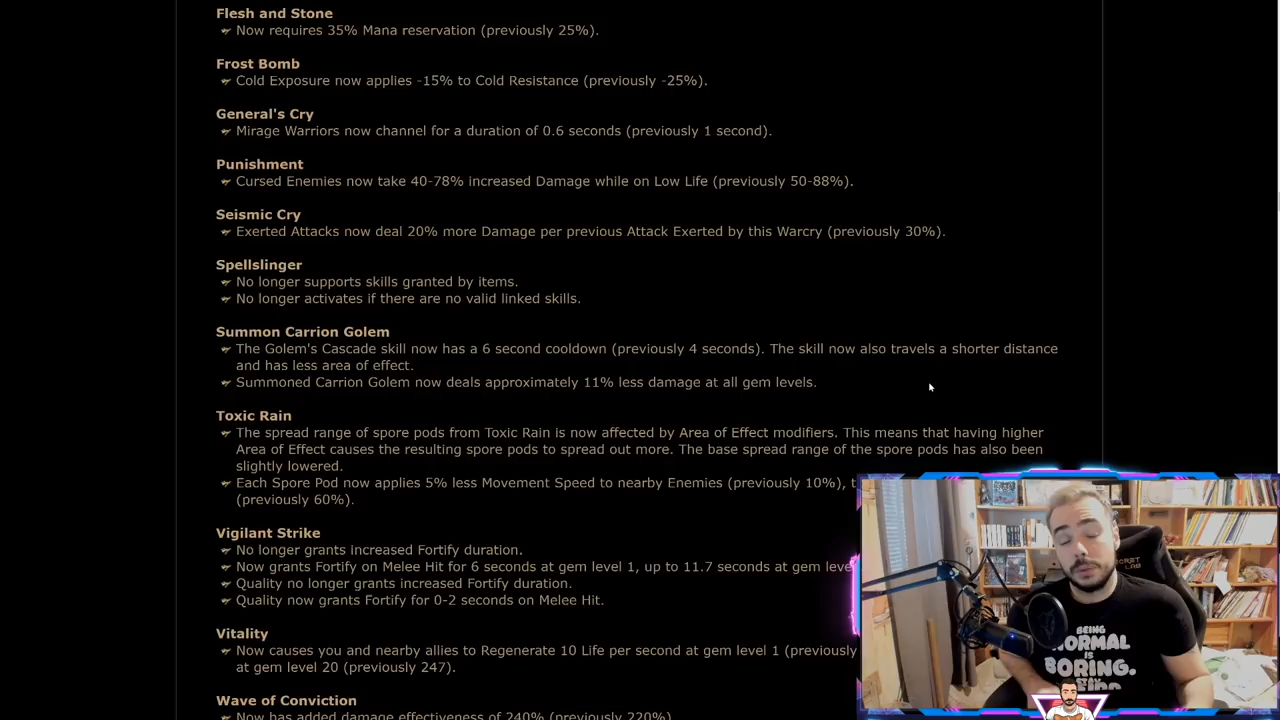 Flesh and Stone
Now requires 35% Mana reservation (previously 25%).
Frost Bomb
Cold Exposure now applies -15% to Cold Resistance (previously -25%).
General's Cry
Mirage Warriors now channel for a duration of 0.6 seconds (previously 1 second).
Punishment
Cursed Enemies now take 40-78% increased Damage while on Low Life (previously 50-88%).
Seismic Cry
Exerted Attacks now deal 20% more Damage per previous Attack Exerted by this Warcry (previously 30%).
Spellslinger
No longer supports skills granted by items.
No longer activates if there are no valid linked skills.
Summon Carrion Golem
The Golem's Cascade skill now has a 6 second cooldown (previously 4 seconds). The skill now also travels a shorter distance
and has less area of effect.
Summoned Carrion Golem now deals approximately 11% less damage at all gem levels.
Toxic Rain
The spread range of spore pods from Toxic Rain is now affected by Area of Effect modifiers. This means that having higher
Area of Effect causes the resulting spore pods to spread out more. The base spread range of the spore pods has also been
slightly lowered.
Each Spore Pod now applies 5% less Movement Speed to nearby Enemies (previously 10%),
(previously 60%).
Vigilant Strike
No longer grants increased Fortify duration.
Now grants Fortify on Melee Hit for 6 seconds at gem level 1, up to 11.7 seconds at gem
Quality no longer grants increased Fortify duration.
Quality now grants Fortify for 0-2 seconds on Melee Hit.
Vitality
Now causes you and nearby allies to Regenerate 10 Life per second at gem level 1 (previously
at gem level 20 (previously 247).
Wave of Conviction
Now has added damage effectiveness of 240% (previously 220%)
BEING
NORMAL
IS
BORING.
STAY